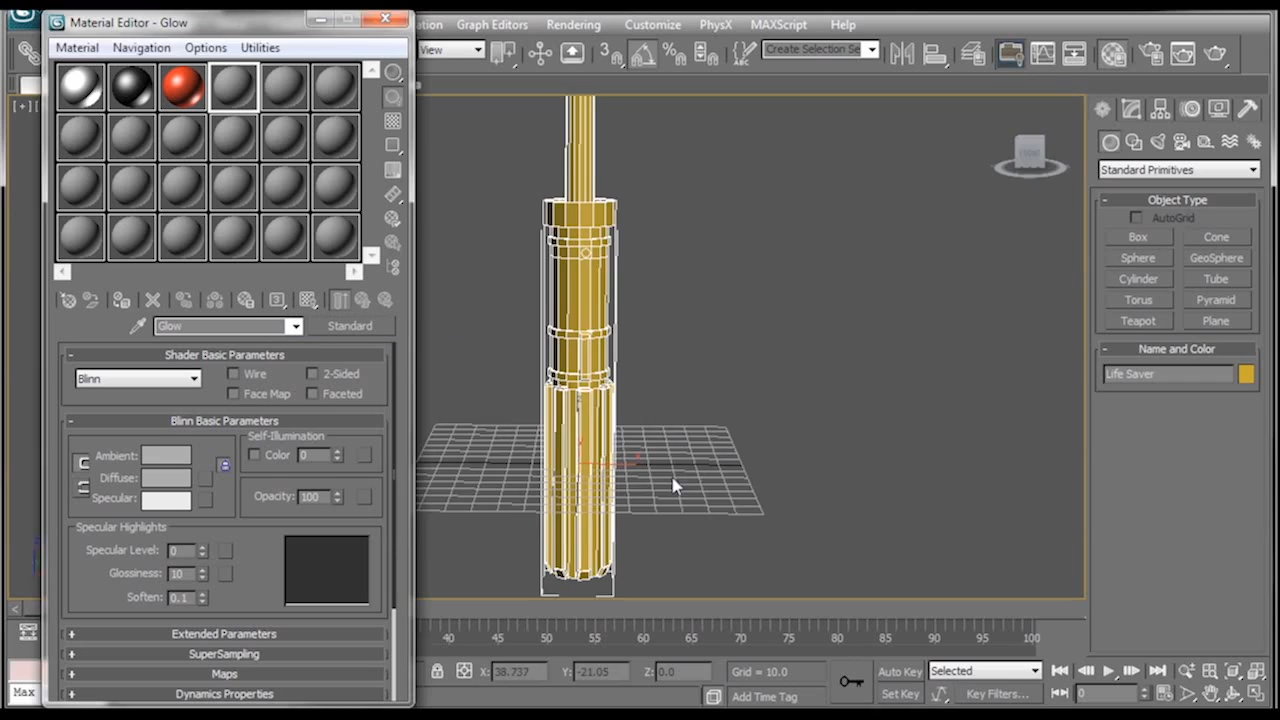 Material Editor - Glow
Material Navigation Options Utilities
Graph Editors Rendering Customize PhysX MAXScript Help
View
3
Create Selection Se
Glow
Standard
Shader Basic Parameters
Blinn
Wire
2-Sided
Face Map
Faceted
Blinn Basic Parameters
Self-Illumination
Ambient:
Color 0
Diffuse:
Specular:
Opacity: 100
Specular Highlights
Specular Level: 0
Glossiness: 10
Soften: 0.1
Extended Parameters
SuperSampling
Maps
Dynamics Properties
Standard Primitives
Object Type
AutoGrid
Box Cone
Sphere GeoSphere
Cylinder Tube
Torus Pyramid
Teapot Plane
Name and Color
Life Saver
40 45 50 55 60 65 70 75 80 85 90 95 100
X: 38.737 Y: -21.05 Z: 0.0 Grid = 10.0
Auto Key Selected
Max
Add Time Tag
Set Key Key Filters...
0